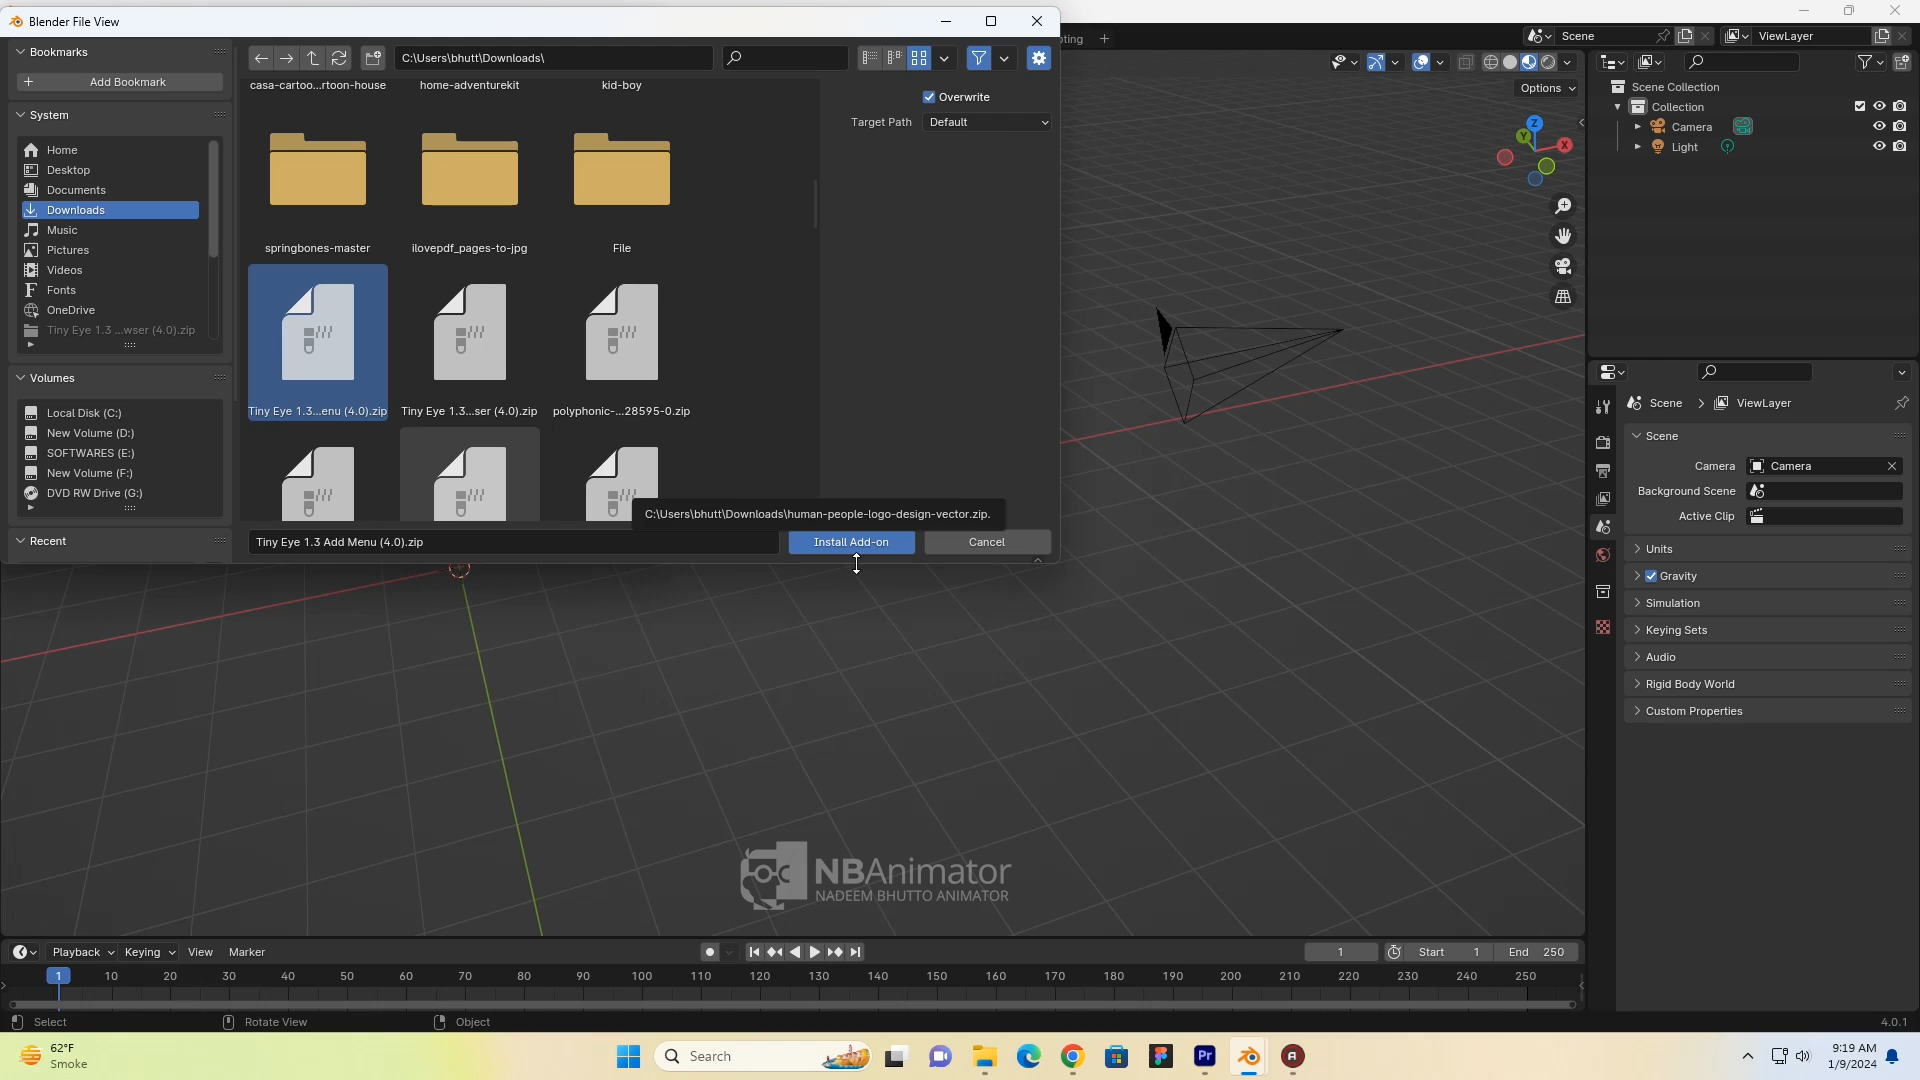 Blender File View
Bookmarks
Add Bookmark
System
Home
Desktop
Documents
Downloads
Music
Pictures
Videos
Fonts
OneDrive
Tiny Eye 1.3 ...wser (4.0).zip
Volumes
Local Disk (C:)
New Volume (D:)
SOFTWARES (E:)
New Volume (F:)
DVD RW Drive (G:)
Recent
C:\Users\bhutt\Downloads\
casa-cartoo...rtoon-house home-adventurekit kid-boy
springbones-master ilovepdf_pages-to-jpg File
Tiny Eye 1.3...enu (4.0).zip Tiny Eye 1.3...ser (4.0).zip polyphonic-...28595-0.zip
Overwrite
Target Path Default
C:\Users\bhutt\Downloads\human-people-logo-design-vector.zip.
Tiny Eye 1.3 Add Menu (4.0).zip Install Add-on Cancel
ting +
Scene ViewLayer
Options
Z
Y
X
Scene Collection
Collection
Camera
Light
Scene > ViewLayer
Scene
Camera Camera
Background Scene
Active Clip
Units
Gravity
Simulation
Keying Sets
Audio
Rigid Body World
Custom Properties
NBAnimator
NADEEM BHUTTO ANIMATOR
Playback Keying View Marker 1 Start 1 End 250
1 10 20 30 40 50 60 70 80 90 100 110 120 130 140 150 160 170 180 190 200 210 220 230 240 250
Select Rotate View Object 4.0.1
62°F
Smoke
Search
Pr
9:19 AM
1/9/2024